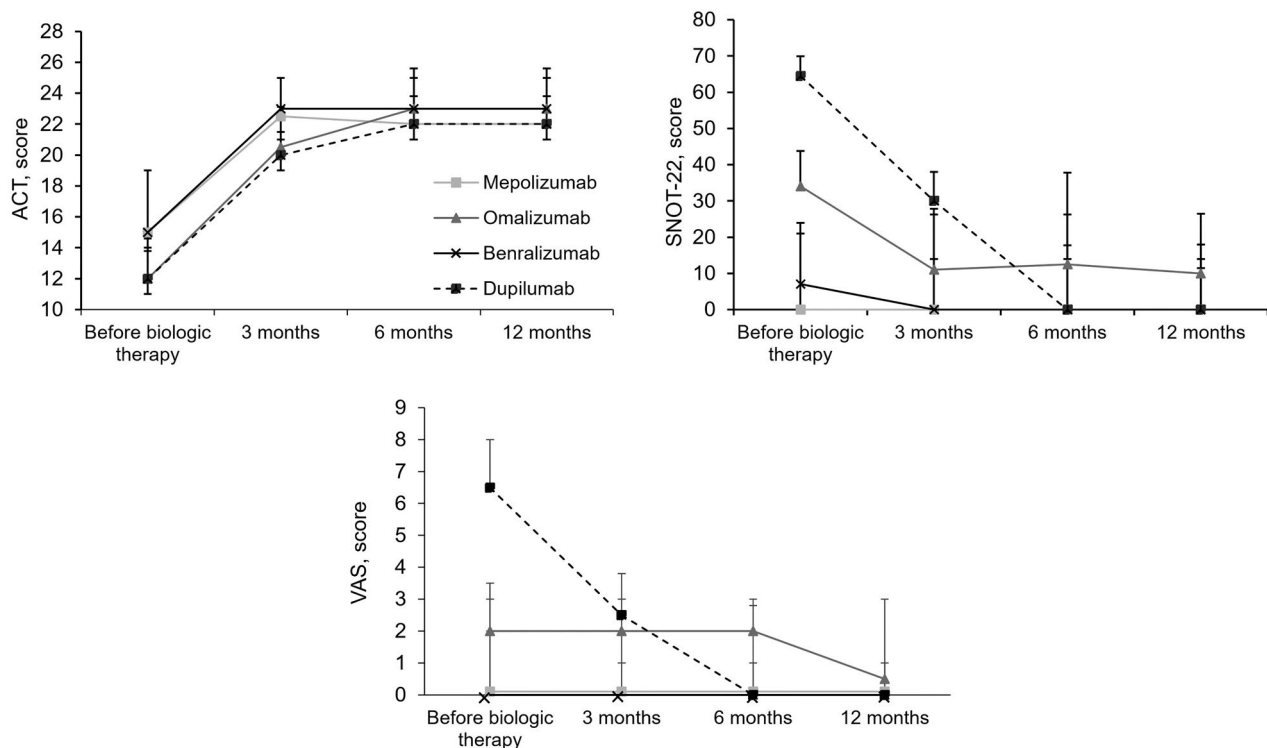 ACT, score
28
26
24
22
20
18
16
14
12
10
Before biologic
therapy
3 months
6 months
12 months
Mepolizumab
Omalizumab
Benralizumab
Dupilumab
SNOT-22, score
80
70
60
50
40
30
20
10
0
Before biologic
therapy
3 months
6 months
12 months
VAS, score
9
8
7
6
5
4
3
2
1
0
Before biologic
therapy
3 months
6 months
12 months